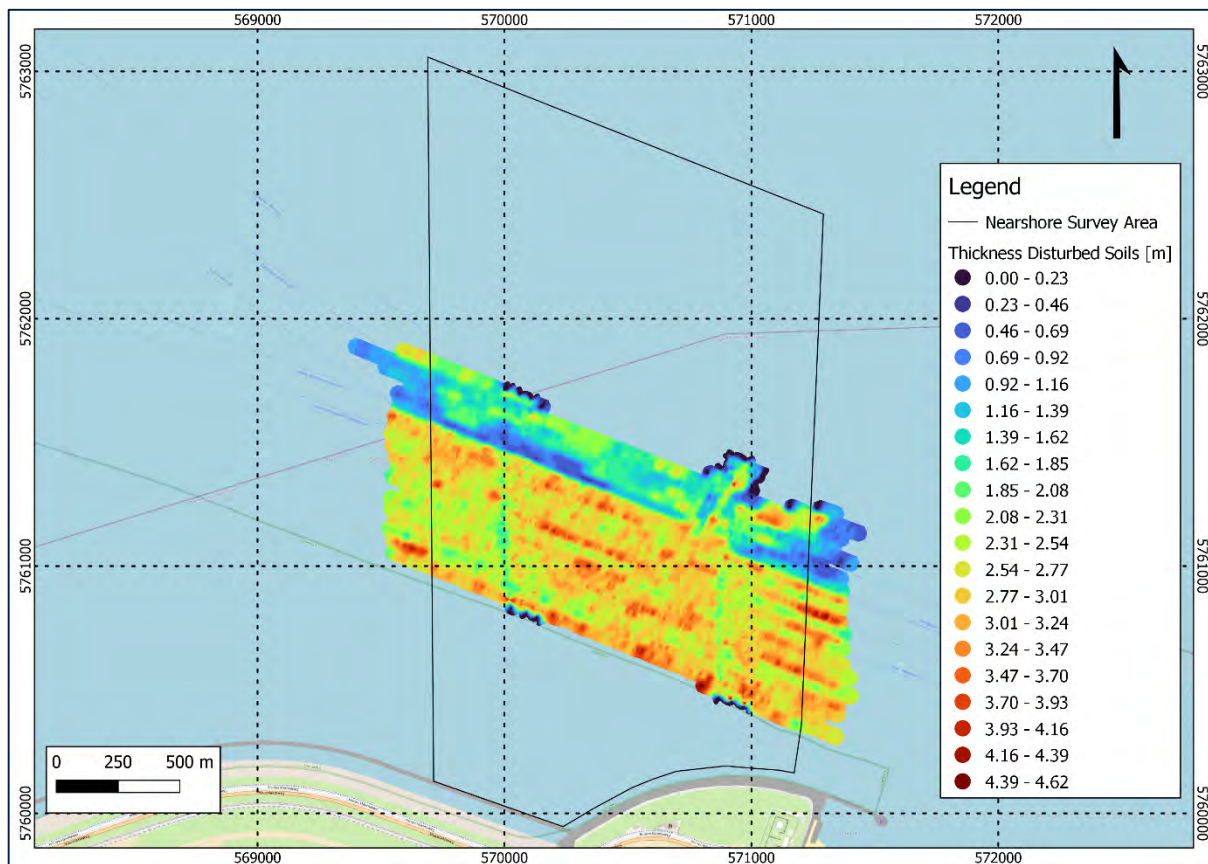 569000 570000 571000 572000
5763000 5763000
5762000 5762000
5761000 5761000
5760000 5760000
Legend
Nearshore Survey Area
Thickness Disturbed Soils [m]
0.00 - 0.23
0.23 - 0.46
0.46 - 0.69
0.69 - 0.92
0.92 - 1.16
1.16 - 1.39
1.39 - 1.62
1.62 - 1.85
1.85 - 2.08
2.08 - 2.31
2.31 - 2.54
2.54 - 2.77
2.77 - 3.01
3.01 - 3.24
3.24 - 3.47
3.47 - 3.70
3.70 - 3.93
3.93 - 4.16
4.16 - 4.39
4.39 - 4.62
0 250 500 m
569000 570000 571000 572000